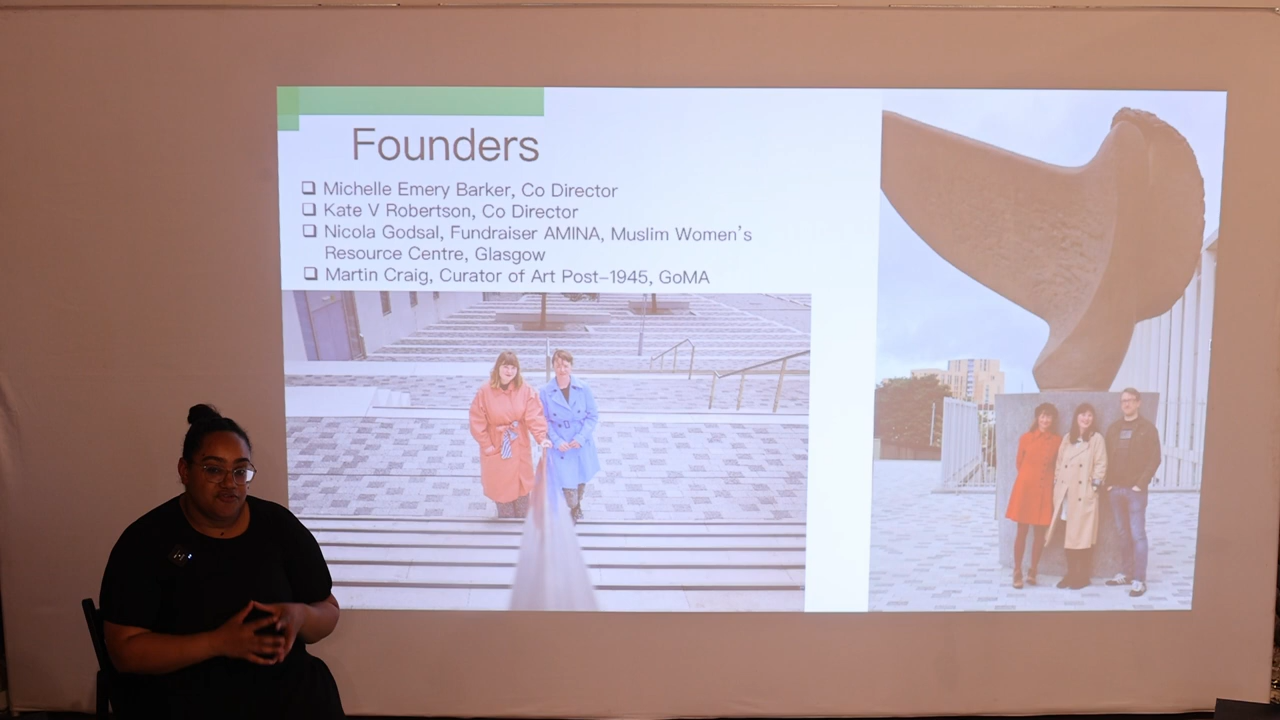 Founders
Michelle Emery Barker, Co Director
Kate V Robertson, Co Director
Nicola Godsal, Fundraiser AMINA, Muslim Women's
Resource Centre, Glasgow
Martin Craig, Curator of Art Post-1945, GoMA